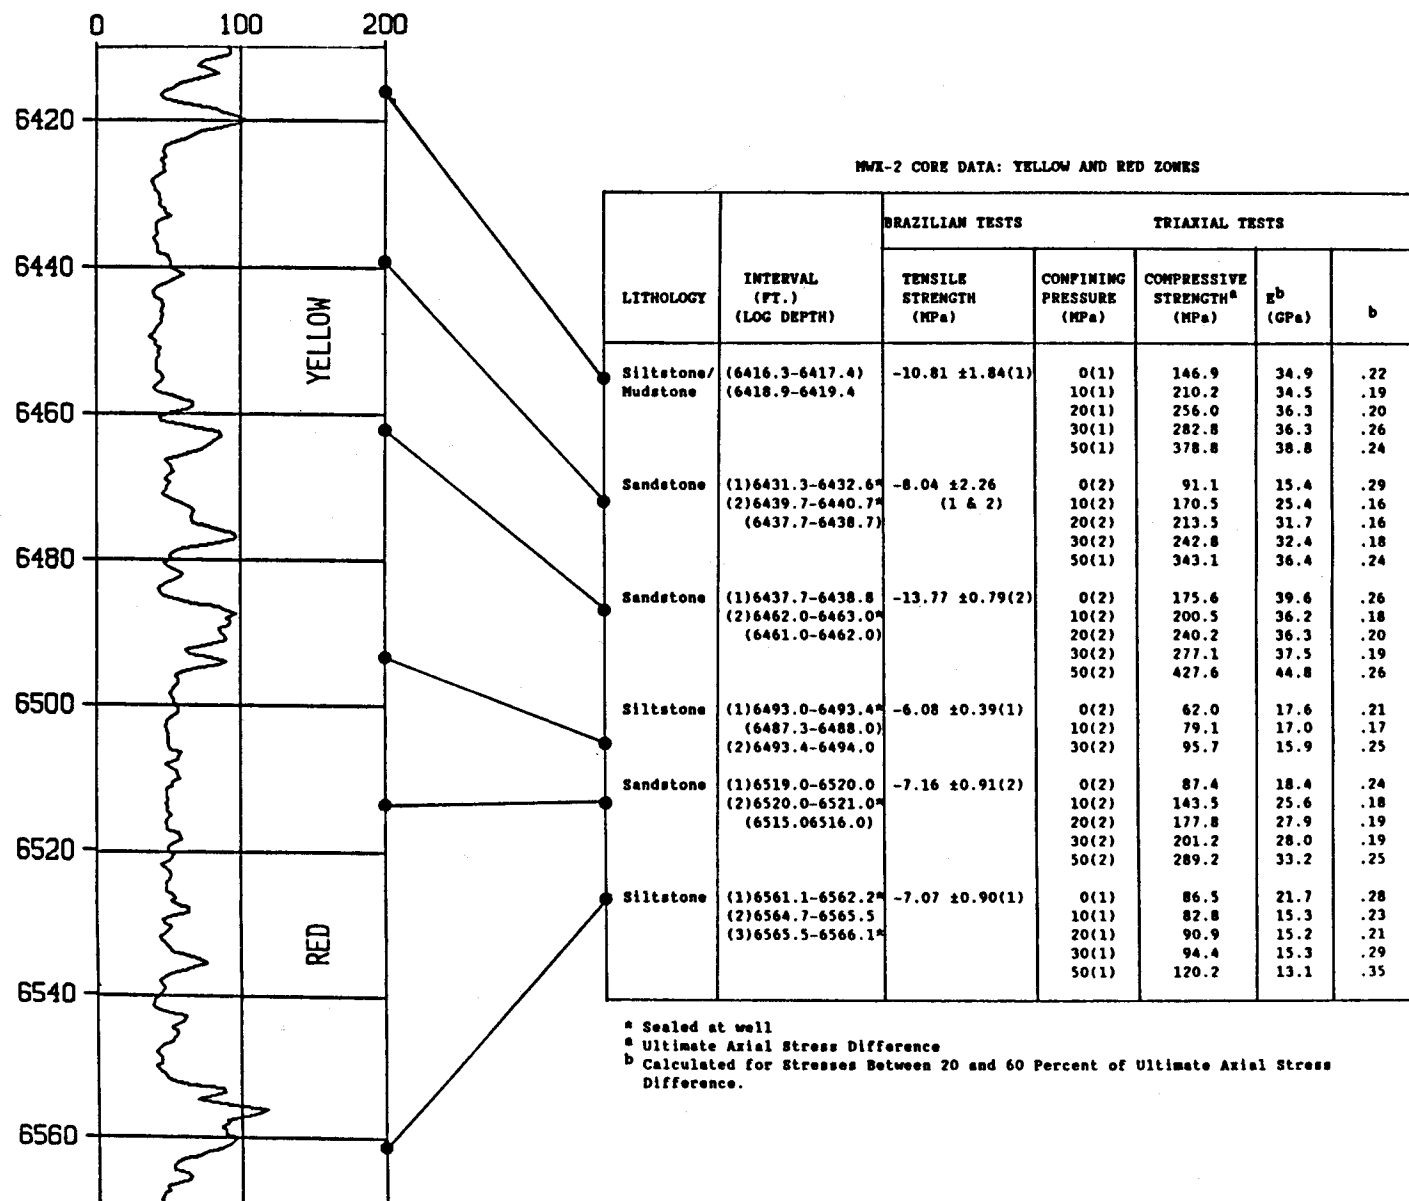 0 100 200
6420
6440
6460
6480
6500
6520
6540
6560
YELLOW
RED
MWX-2 CORE DATA: YELLOW AND RED ZONES
BRAZILIAN TESTS TRIAXIAL TESTS
LITHOLOGY
INTERVAL
(FT.)
(LOG DEPTH)
TENSILE
STRENGTH
(MPa)
CONFINING
PRESSURE
(MPa)
COMPRESSIVE
STRENGTHa
(MPa)
Eb
(GPa)
b
Siltstone/ (6416.3-6417.4) -10.81 ±1.84(1) 0(1) 146.9 34.9 .22
Mudstone (6418.9-6419.4 10(1) 210.2 34.5 .19
20(1) 256.0 36.3 .20
30(1) 282.8 36.3 .26
50(1) 378.8 38.8 .24
Sandstone (1)6431.3-6432.6* -8.04 ±2.26 0(2) 91.1 15.4 .29
(2)6439.7-6440.7* (1 & 2) 10(2) 170.5 25.4 .16
(6437.7-6438.7) 20(2) 213.5 31.7 .16
30(2) 242.8 32.4 .18
50(1) 343.1 36.4 .24
Sandstone (1)6437.7-6438.8 -13.77 ±0.79(2) 0(2) 175.6 39.6 .26
(2)6462.0-6463.0* 10(2) 200.5 36.2 .18
(6461.0-6462.0) 20(2) 240.2 36.3 .20
30(2) 277.1 37.5 .19
50(2) 427.6 44.8 .26
Siltstone (1)6493.0-6493.4* -6.08 ±0.39(1) 0(2) 62.0 17.6 .21
(6487.3-6488.0) 10(2) 79.1 17.0 .17
(2)6493.4-6494.0 30(2) 95.7 15.9 .25
Sandstone (1)6519.0-6520.0 -7.16 ±0.91(2) 0(2) 87.4 18.4 .24
(2)6520.0-6521.0* 10(2) 143.5 25.6 .18
(6515.06516.0) 20(2) 177.8 27.9 .19
30(2) 201.2 28.0 .19
50(2) 289.2 33.2 .25
Siltstone (1)6561.1-6562.2* -7.07 ±0.90(1) 0(1) 86.5 21.7 .28
(2)6564.7-6565.5 10(1) 82.8 15.3 .23
(3)6565.5-6566.1* 20(1) 90.9 15.2 .21
30(1) 94.4 15.3 .29
50(1) 120.2 13.1 .35
* Sealed at well
a Ultimate Axial Stress Difference
b Calculated for Stresses Between 20 and 60 Percent of Ultimate Axial Stress
Difference.